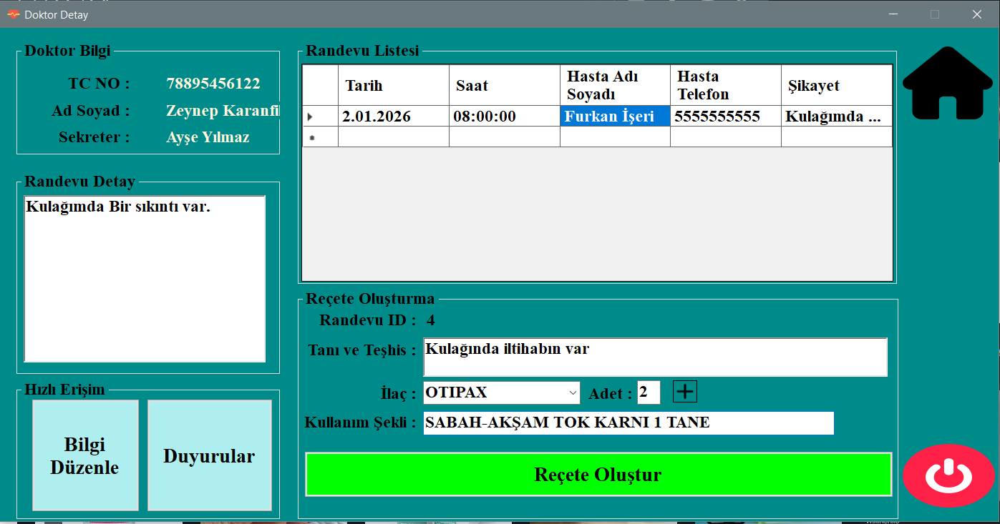 Doktor Detay
Doktor Bilgi
TC NO : 78895456122
Ad Soyad : Zeynep Karanfi
Sekreter : Ayşe Yılmaz
Randevu Detay
Kulağımda Bir sıkıntı var.
Hızlı Erişim
Bilgi
Düzenle
Duyurular
Randevu Listesi
Tarih Saat Hasta Adı Soyadı Hasta Telefon Şikayet
2.01.2026 08:00:00 Furkan İşeri 5555555555 Kulağımda ...
Reçete Oluşturma
Randevu ID : 4
Tanı ve Teşhis : Kulağında iltihabın var
İlaç : OTIPAX Adet : 2
Kullanım Şekli : SABAH-AKŞAM TOK KARNI 1 TANE
Reçete Oluştur